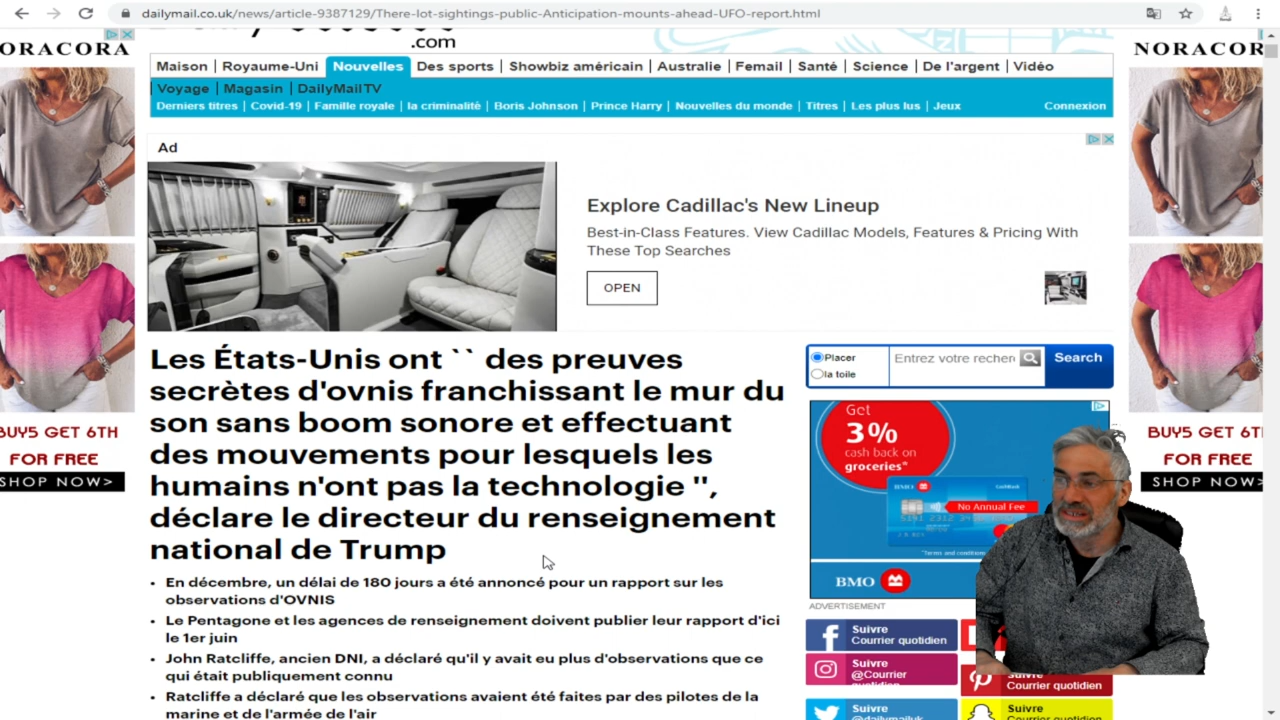 dailymail.co.uk/news/article-9387129/There-lot-sightings-public-Anticipation-mounts-ahead-UFO-report.html
NORACORA
.com
NORACOR
Maison | Royaume-Uni | Nouvelles | Des sports | Showbiz américain | Australie | Femail | Santé | Science | De l'argent | Vidéo
Voyage | Magasin | DailyMailTV
Derniers titres | Covid-19 | Famille royale | la criminalité | Boris Johnson | Prince Harry | Nouvelles du monde | Titres | Les plus lus | Jeux
Connexion
Ad
Explore Cadillac's New Lineup
Best-in-Class Features. View Cadillac Models, Features & Pricing With
These Top Searches
OPEN
Les États-Unis ont `` des preuves
secrètes d'ovnis franchissant le mur du
son sans boom sonore et effectuant
des mouvements pour lesquels les
humains n'ont pas la technologie '',
déclare le directeur du renseignement
national de Trump
• En décembre, un délai de 180 jours a été annoncé pour un rapport sur les
observations d'OVNIS
• Le Pentagone et les agences de renseignement doivent publier leur rapport d'ici
le 1er juin
• John Ratcliffe, ancien DNI, a déclaré qu'il y avait eu plus d'observations que ce
qui était publiquement connu
• Ratcliffe a déclaré que les observations avaient été faites par des pilotes de la
marine et de l'armée de l'air
Placer
la toile
Entrez votre recher
Search
Get
3%
cash back on
groceries*
BMO
No Annual Fee
5191 2312
*Terms and conditions
BMO
ADVERTISEMENT
Suivre
Courrier quotidien
Suivre
@Courrier
quotidien
Courrier quotidien
Suivre
@dailymailuk
Suivre
Courrier quotidien
BUY5 GET 6TH
FOR FREE
SHOP NOW>
BUY5 GET 6T
FOR FREE
SHOP NOW>